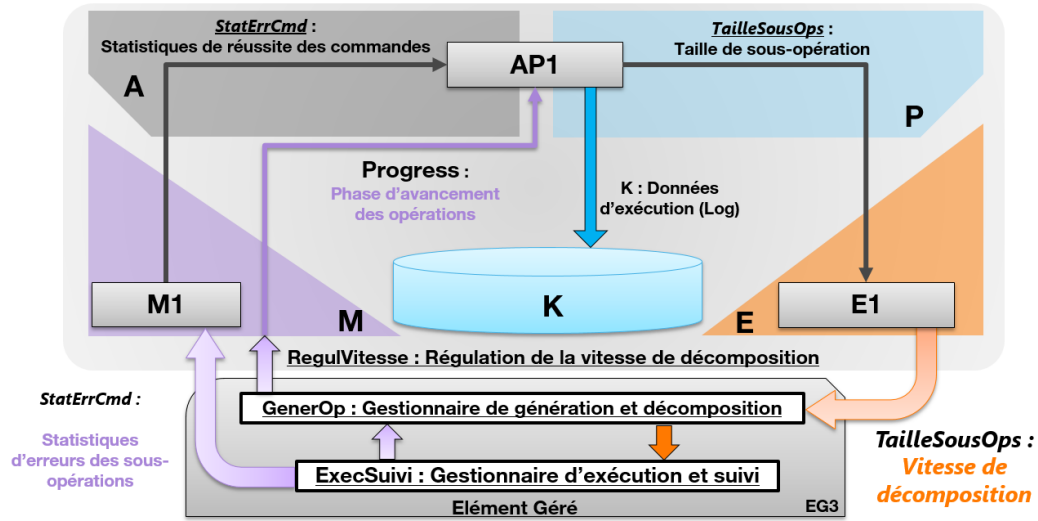 StatErrCmd :
Statistiques de réussite des commandes
TailleSousOps :
Taille de sous-opération
AP1
A
P
Progress :
Phase d'avancement
des opérations
K : Données
d'exécution (Log)
K
M1
M
E
E1
RegulVitesse : Régulation de la vitesse de décomposition
StatErrCmd :
Statistiques
d'erreurs des sous-
opérations
GenerOp : Gestionnaire de génération et décomposition
ExecSuivi : Gestionnaire d'exécution et suivi
Elément Géré
EG3
TailleSousOps :
Vitesse de
décomposition